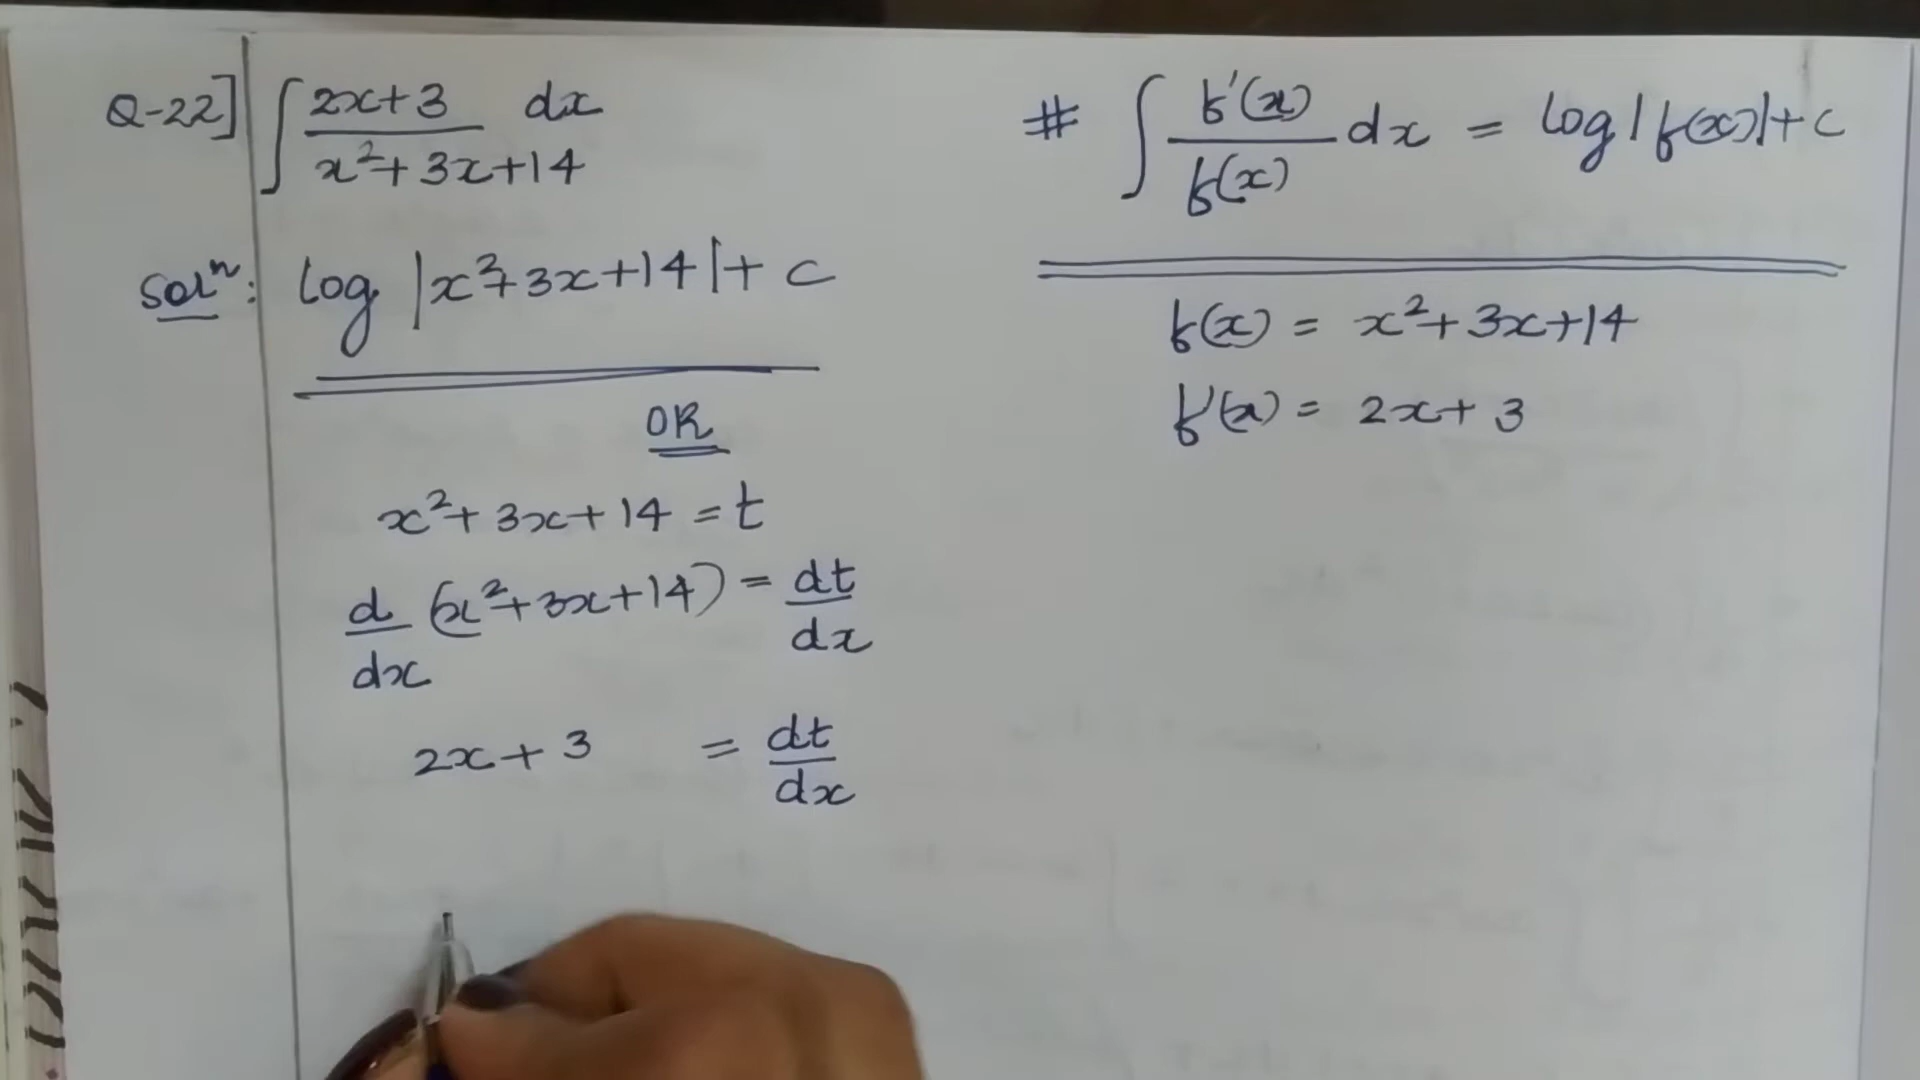 Q-22] ∫ (2x+3)/(x²+3x+14) dx
Solⁿ: log |x²+3x+14| + c
OR
x²+3x+14 = t
d/dx (x²+3x+14) = dt/dx
2x+3 = dt/dx
# ∫ f'(x)/f(x) dx = log|f(x)|+c
f(x) = x²+3x+14
f'(x) = 2x+3